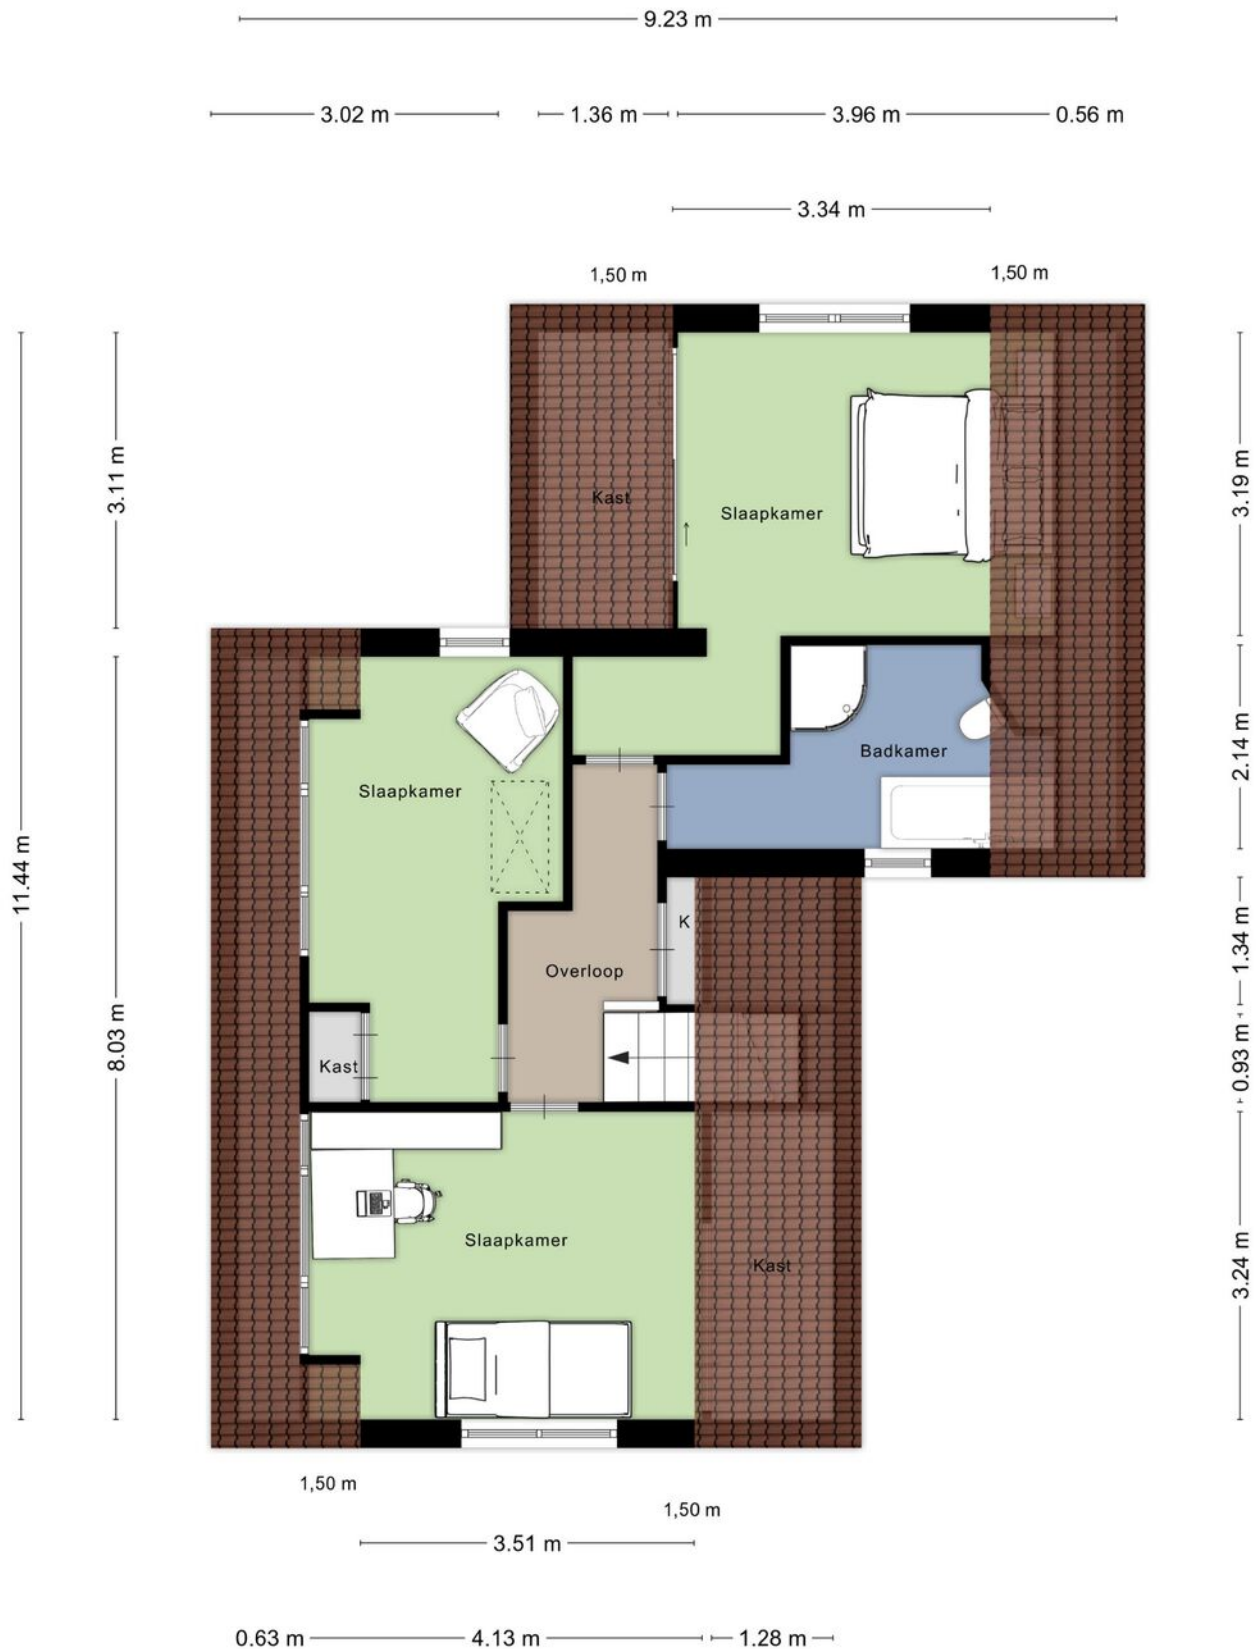 9.23 m
3.02 m
1.36 m
3.96 m
0.56 m
3.34 m
1,50 m
1,50 m
3.11 m
3.19 m
Kast
Slaapkamer
2.14 m
Badkamer
Slaapkamer
11.44 m
K
1.34 m
Overloop
8.03 m
Kast
0.93 m
Slaapkamer
Kast
3.24 m
1,50 m
1,50 m
3.51 m
0.63 m
4.13 m
1.28 m